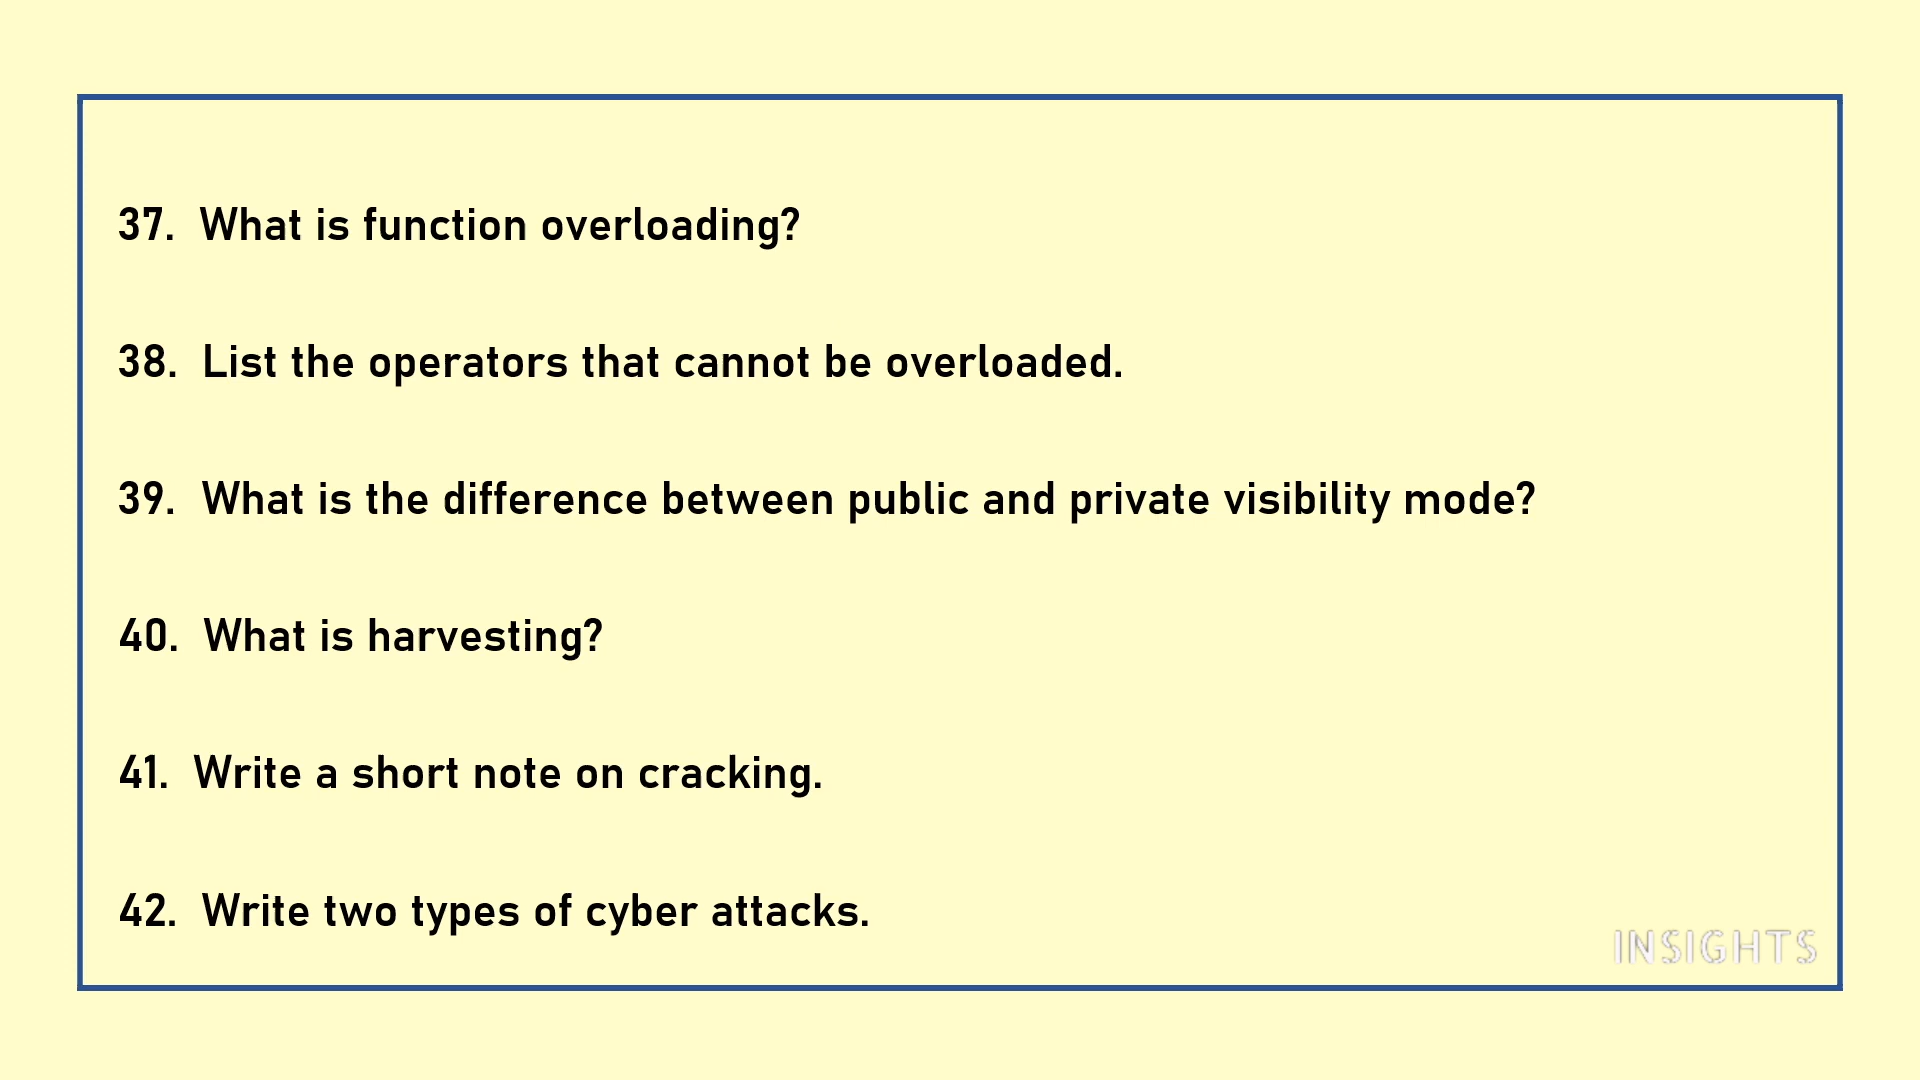 37. What is function overloading?
38. List the operators that cannot be overloaded.
39. What is the difference between public and private visibility mode?
40. What is harvesting?
41. Write a short note on cracking.
42. Write two types of cyber attacks.
INSIGHTS